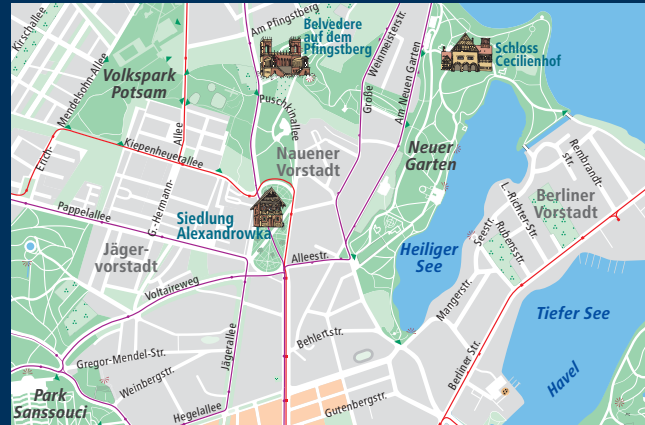 Kirschallee
Am Pfingstberg
Belvedere
auf dem
Pfingstberg
Weinmeisterstr.
Große
Am Neuen Garten
Schloss
Cecilienhof
Mendelsohn-Allee
Erich-
Volkspark
Potsam
Puschkinallee
Allee
Kiepenheuerallee
Nauener
Vorstadt
Neuer
Garten
Rembrandt-
str.
Pappelallee
G.-Hermann-
Siedlung
Alexandrowka
L.-Richter-Str.
Berliner
Vorstadt
Seestr.
Rubensstr.
Jäger-
vorstadt
Alleestr.
Heiliger
See
Voltaireweg
Mangerstr.
Tiefer See
Behlertstr.
Jägerallee
Gregor-Mendel-Str.
Weinbergstr.
Berliner Str.
Havel
Park
Sanssouci
Hegelallee
Gutenbergstr.